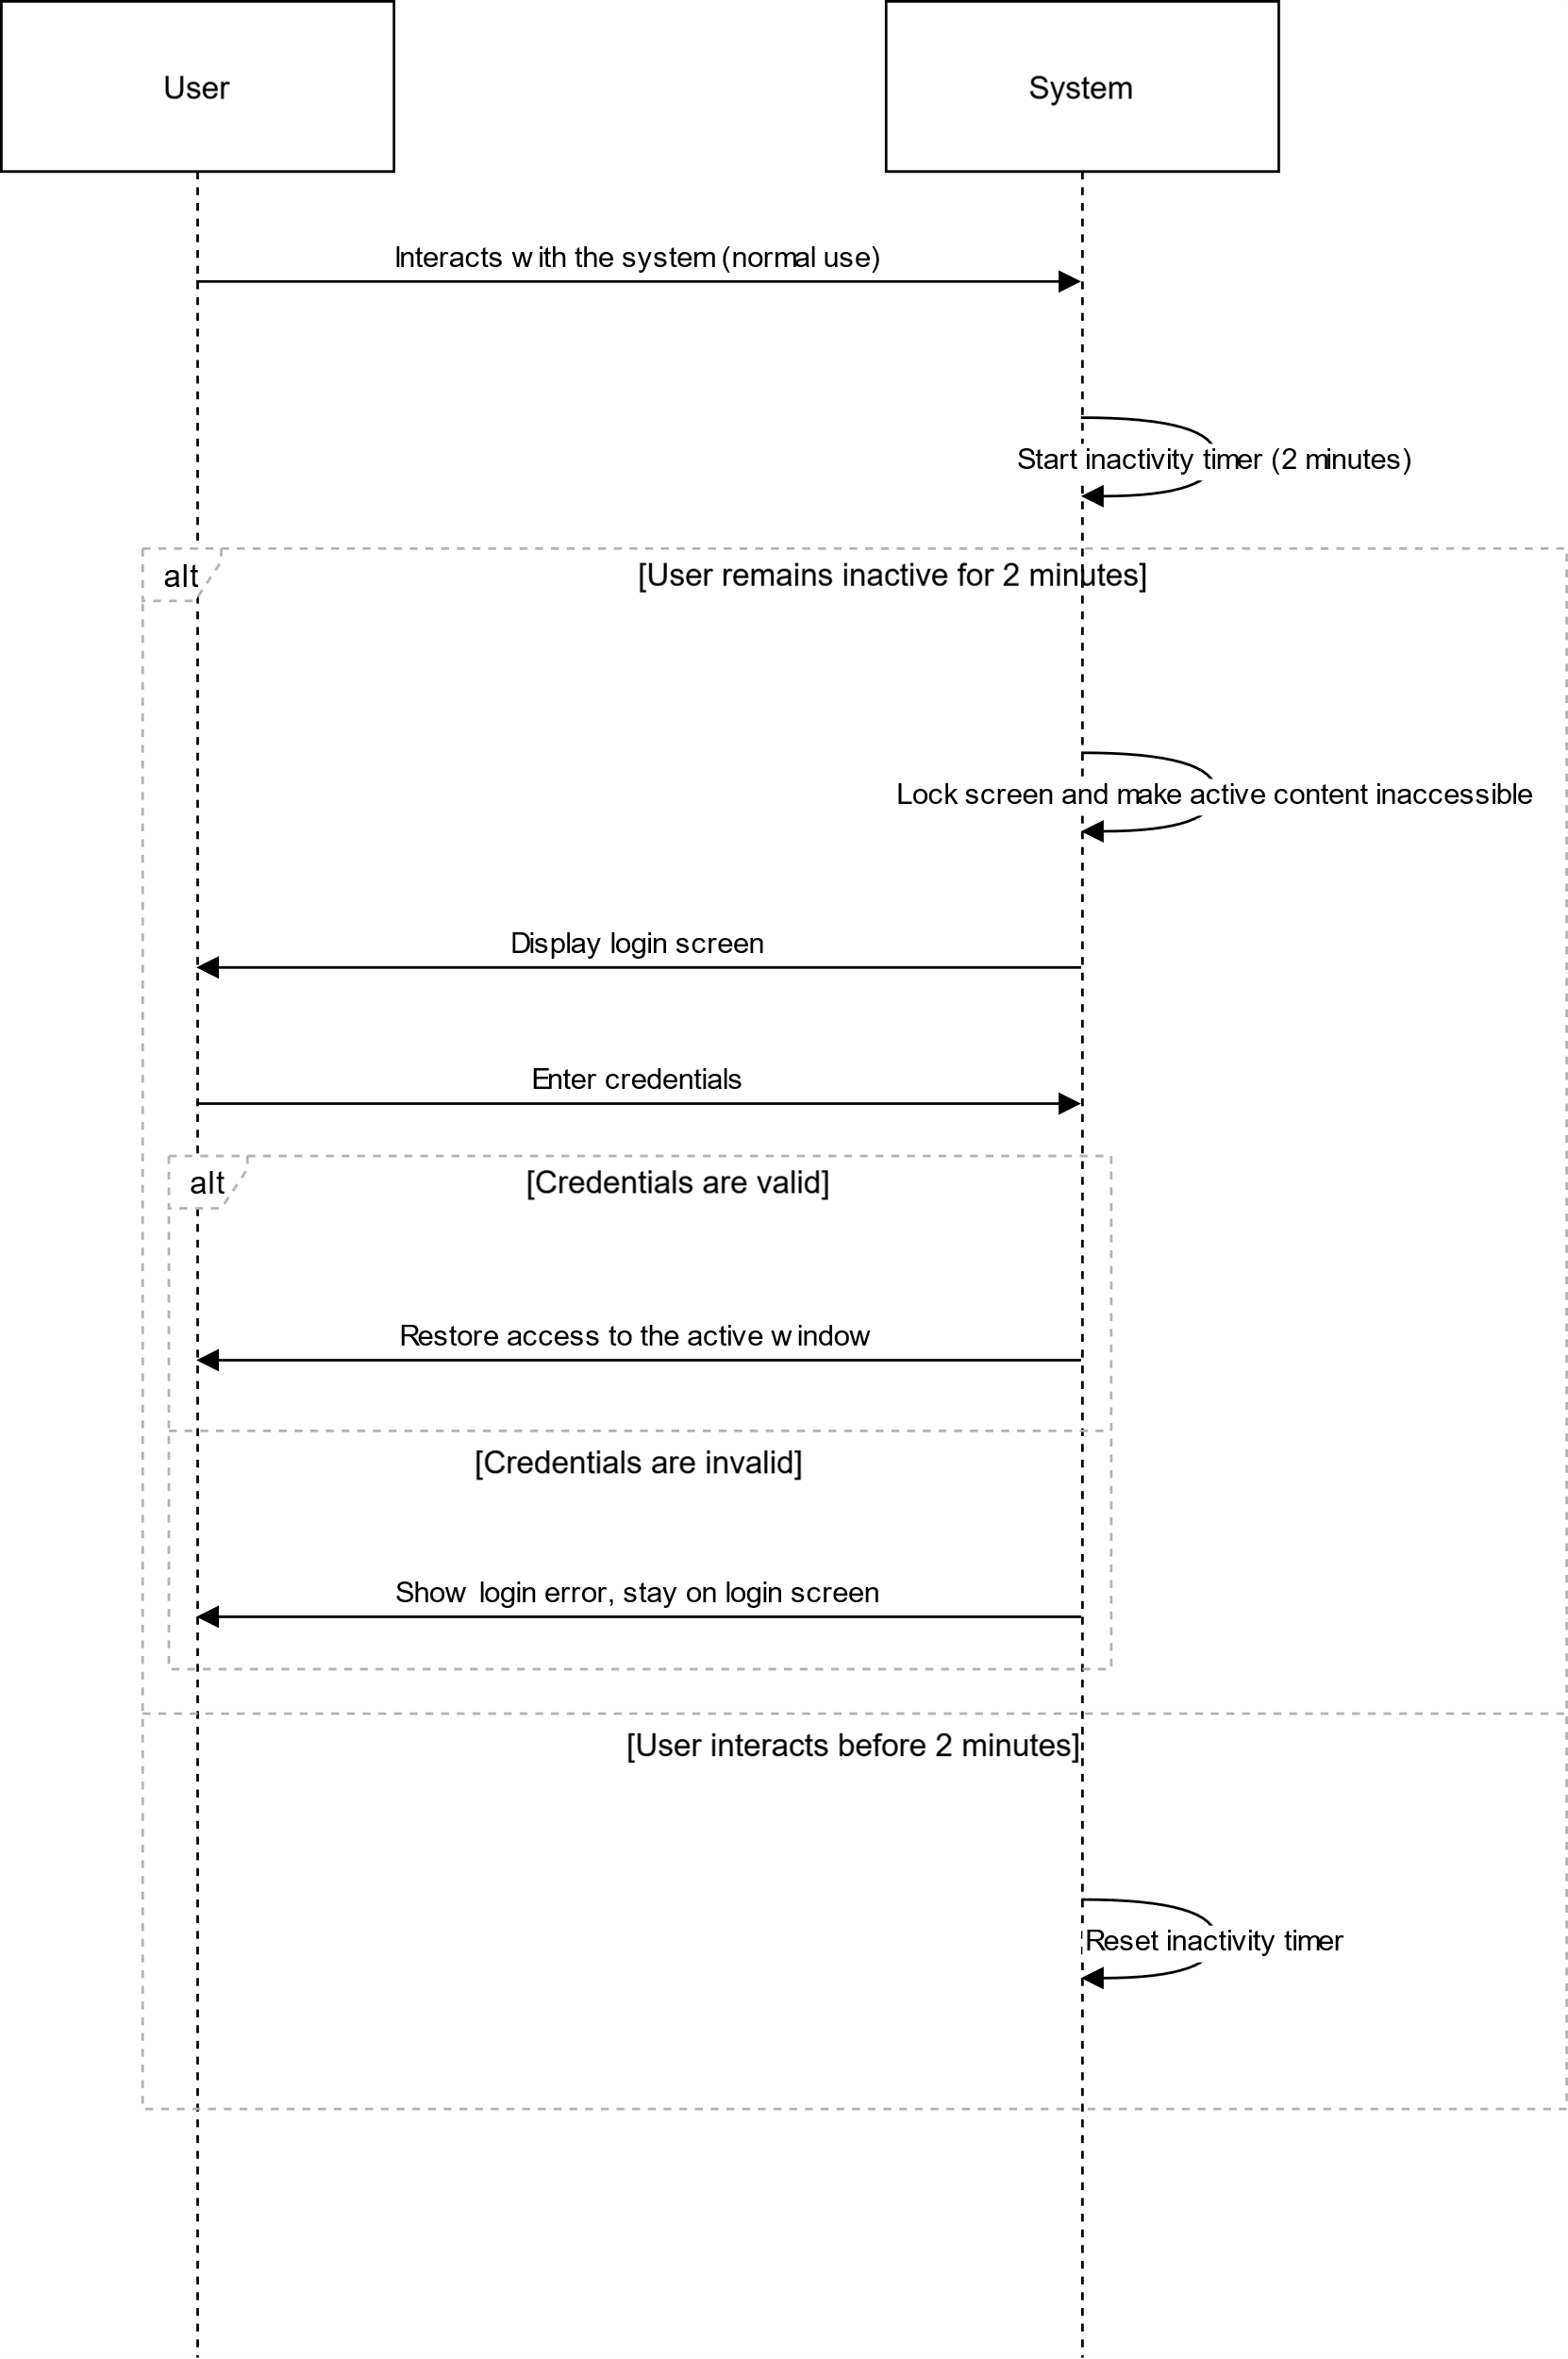 User
System
Interacts with the system (normal use)
Start inactivity timer (2 minutes)
alt
[User remains inactive for 2 minutes]
Lock screen and make active content inaccessible
Display login screen
Enter credentials
alt
[Credentials are valid]
Restore access to the active window
[Credentials are invalid]
Show login error, stay on login screen
[User interacts before 2 minutes]
Reset inactivity timer